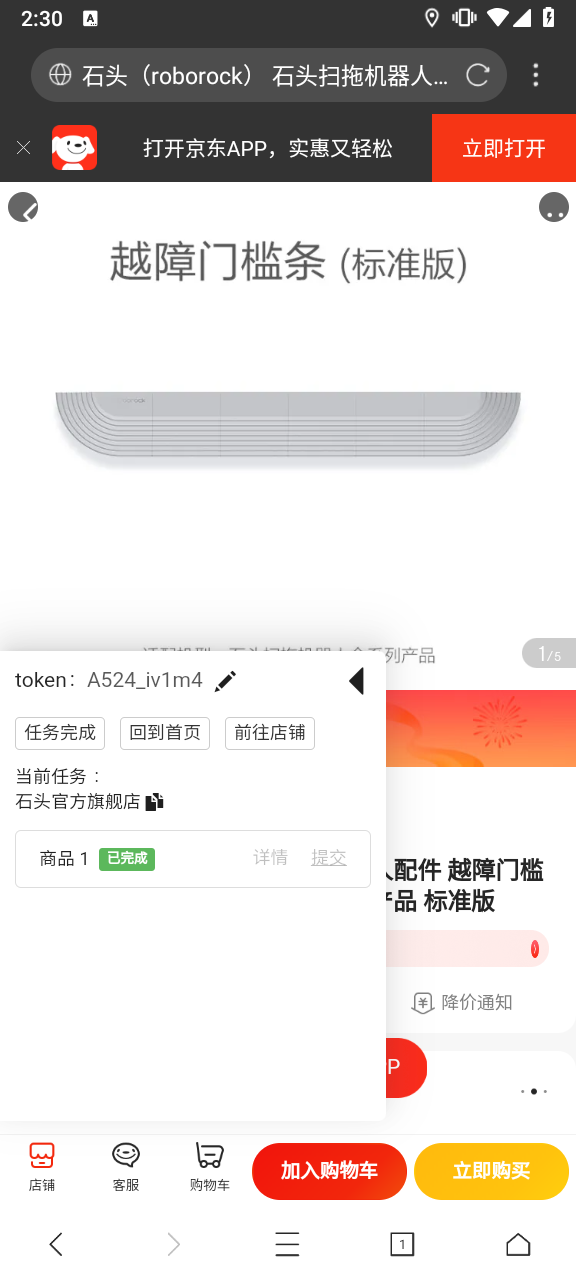 2:30
A
石头（roborock） 石头扫拖机器人...
打开京东APP，实惠又轻松
立即打开
越障门槛条 (标准版)
1/5
token： A524_iv1m4
任务完成 回到首页 前往店铺
当前任务：
石头官方旗舰店
商品 1 已完成 详情 提交
人配件 越障门槛
产品 标准版
降价通知
P
店铺
客服
购物车
加入购物车
立即购买
1